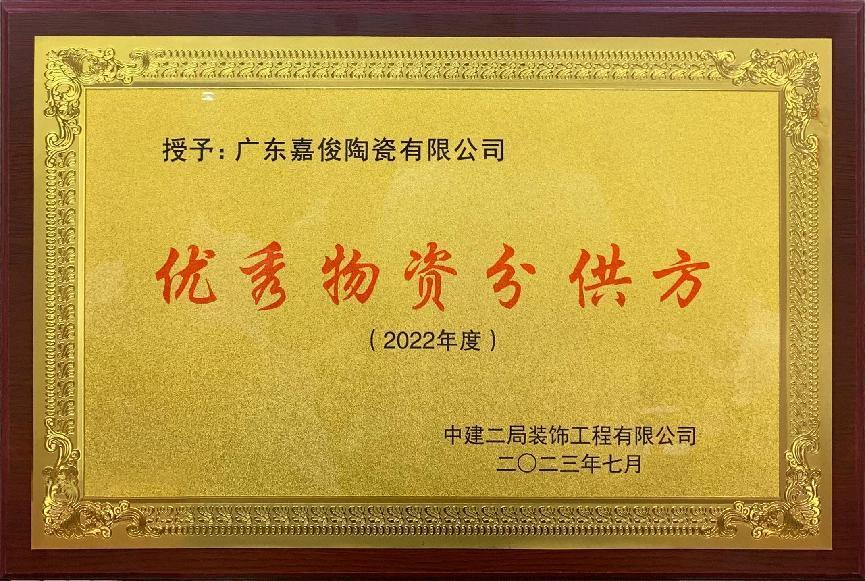 授予：广东嘉俊陶瓷有限公司
优秀物资分供方
（2022年度）
中建二局装饰工程有限公司
二〇二三年七月